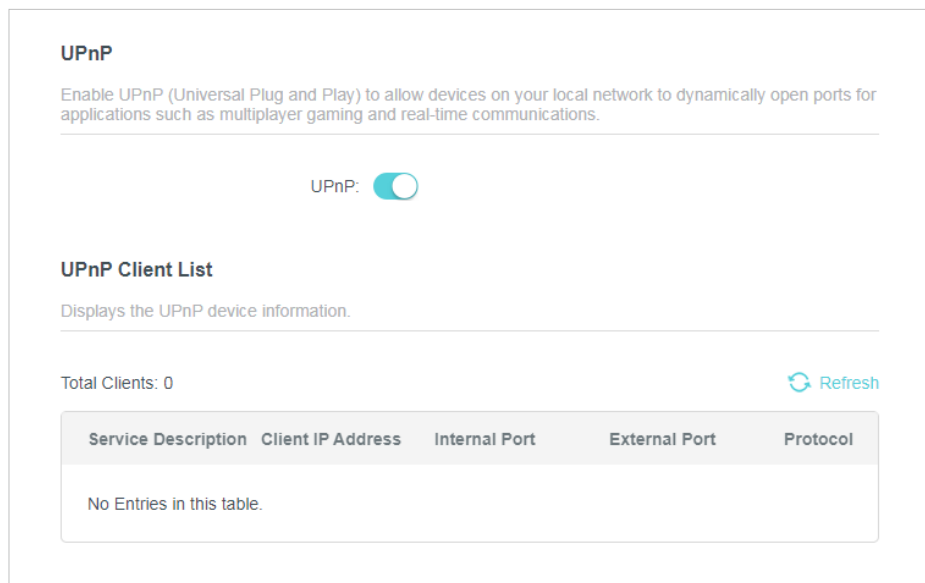 UPnP
Enable UPnP (Universal Plug and Play) to allow devices on your local network to dynamically open ports for
applications such as multiplayer gaming and real-time communications.
UPnP:
UPnP Client List
Displays the UPnP device information.
Total Clients: 0 Refresh
Service Description Client IP Address Internal Port External Port Protocol
No Entries in this table.